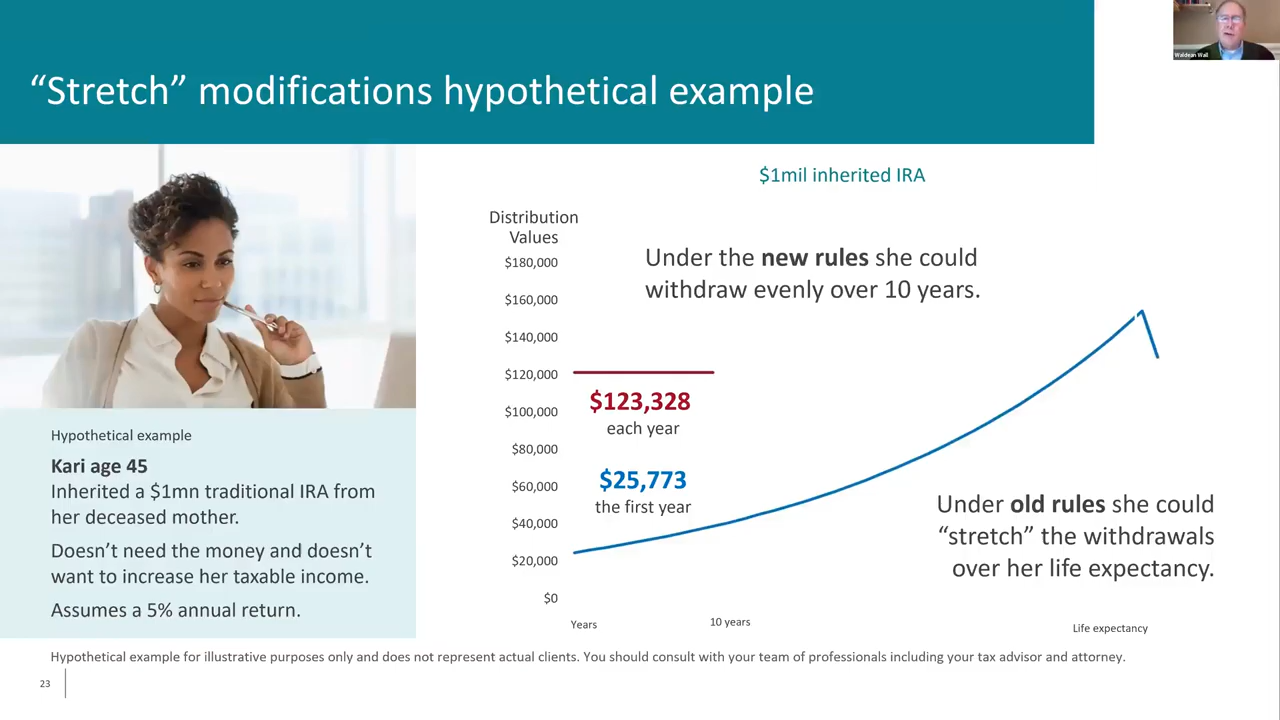 “Stretch” modifications hypothetical example
Waldean Wall
$1mil inherited IRA
Distribution
Values
$180,000
$160,000
$140,000
$120,000
$100,000
$80,000
$60,000
$40,000
$20,000
$0
Under the new rules she could
withdraw evenly over 10 years.
$123,328
each year
$25,773
the first year
Under old rules she could
“stretch” the withdrawals
over her life expectancy.
Years
10 years
Life expectancy
Hypothetical example
Kari age 45
Inherited a $1mn traditional IRA from
her deceased mother.
Doesn’t need the money and doesn’t
want to increase her taxable income.
Assumes a 5% annual return.
Hypothetical example for illustrative purposes only and does not represent actual clients. You should consult with your team of professionals including your tax advisor and attorney.
23